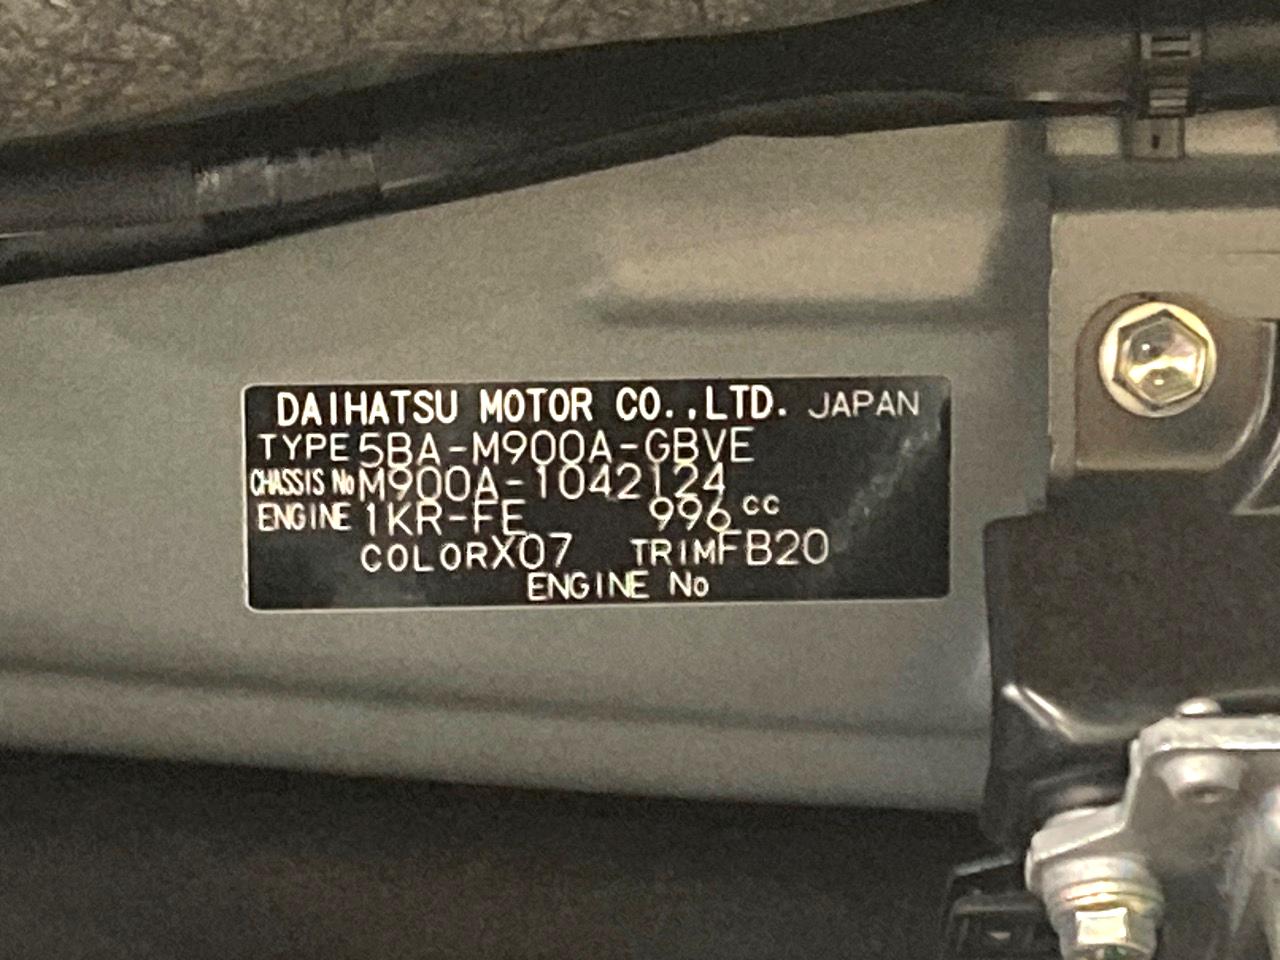 DAIHATSU MOTOR CO.,LTD. JAPAN
TYPE 5BA-M900A-GBVE
CHASSIS No M900A-1042124
ENGINE 1KR-FE 996 cc
COLOR X07 TRIM FB20
ENGINE No